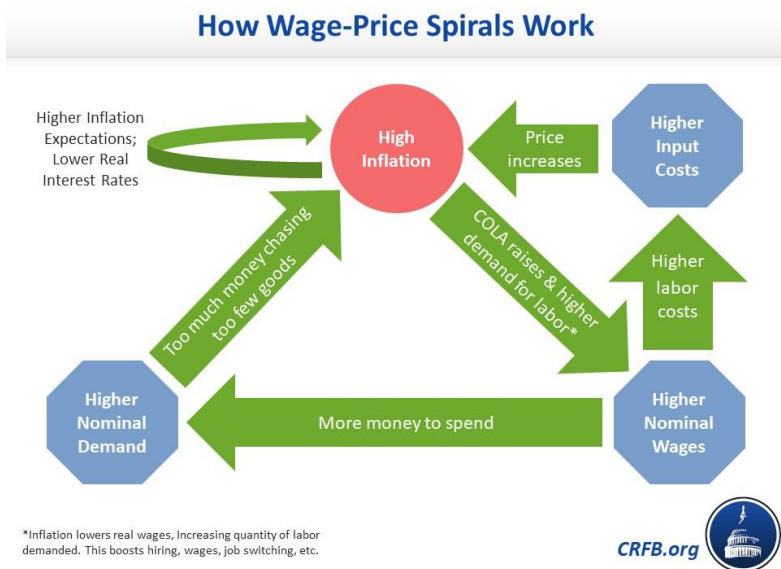 How Wage-Price Spirals Work
Higher Inflation
Expectations;
Lower Real
Interest Rates
High
Inflation
Price
increases
Higher
Input
Costs
Too much money chasing
too few goods
COLA raises & higher
demand for labor*
Higher
labor
costs
Higher
Nominal
Demand
More money to spend
Higher
Nominal
Wages
*Inflation lowers real wages, Increasing quantity of labor
demanded. This boosts hiring, wages, job switching, etc.
CRFB.org